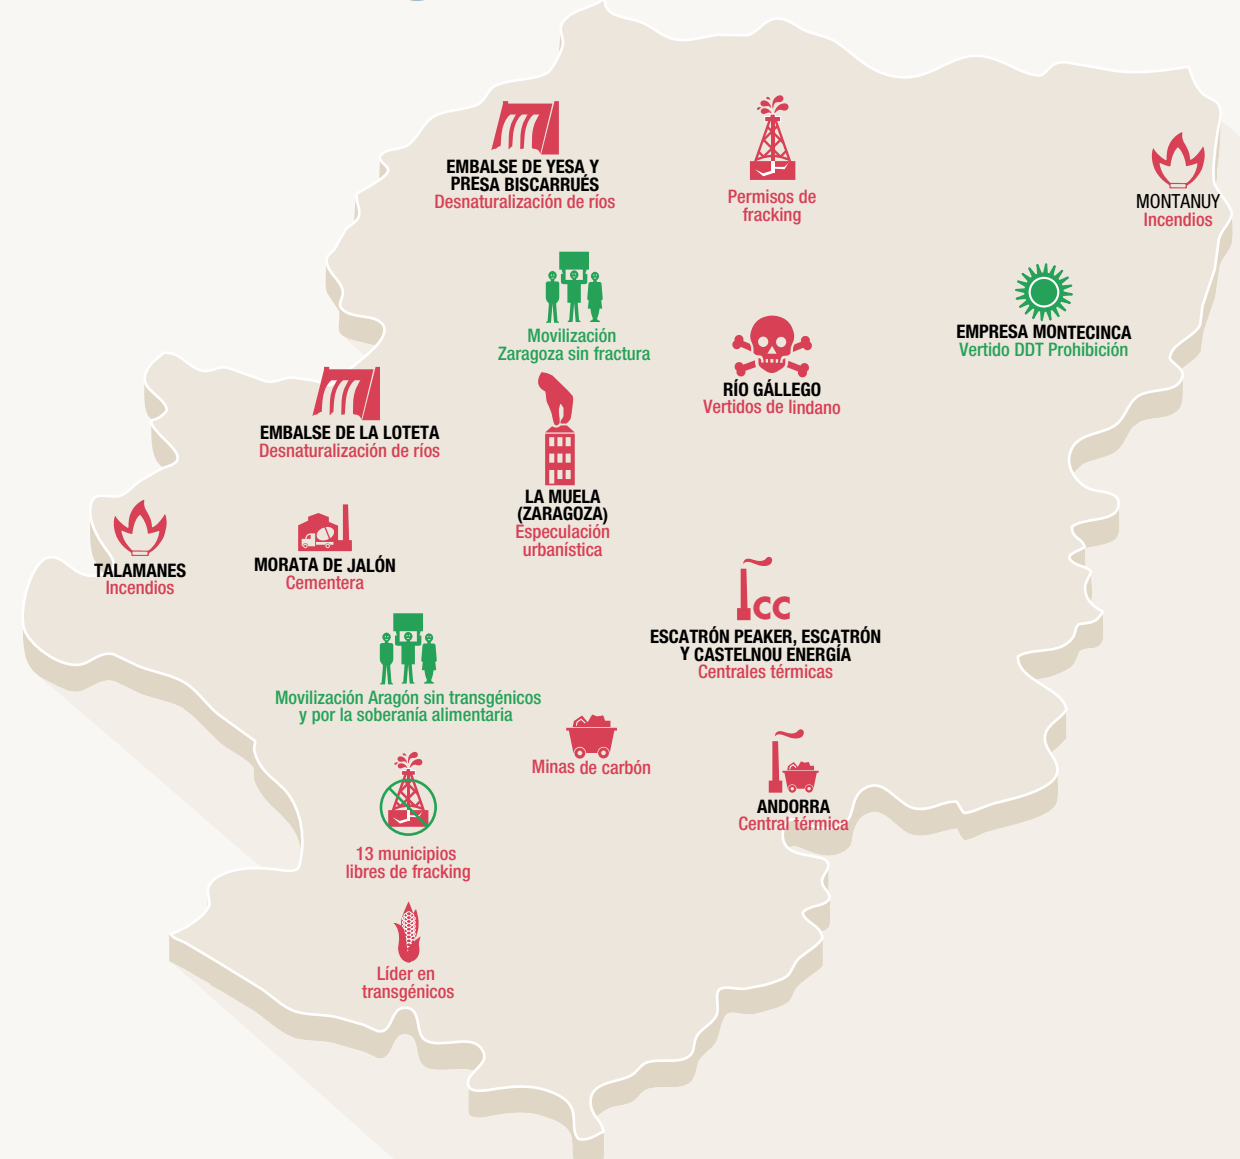 EMBALSE DE YESA Y
PRESA BISCARRUÉS
Desnaturalización de ríos
Permisos de
fracking
MONTANUY
Incendios
Movilización
Zaragoza sin fractura
EMPRESA MONTECINCA
Vertido DDT Prohibición
RÍO GÁLLEGO
Vertidos de lindano
EMBALSE DE LA LOTETA
Desnaturalización de ríos
LA MUELA
(ZARAGOZA)
Especulación
urbanística
TALAMANES
Incendios
MORATA DE JALÓN
Cementera
CC
ESCATRÓN PEAKER, ESCATRÓN
Y CASTELNOU ENERGÍA
Centrales térmicas
Movilización Aragón sin transgénicos
y por la soberanía alimentaria
Minas de carbón
ANDORRA
Central térmica
13 municipios
libres de fracking
Líder en
transgénicos